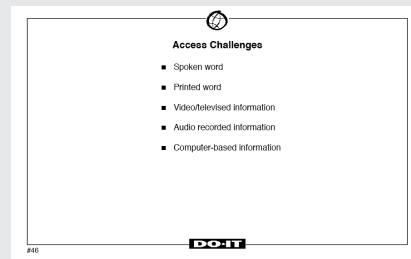 Access Challenges
■ Spoken word
■ Printed word
■ Video/televised information
■ Audio recorded information
■ Computer-based information
DO-IT
#46